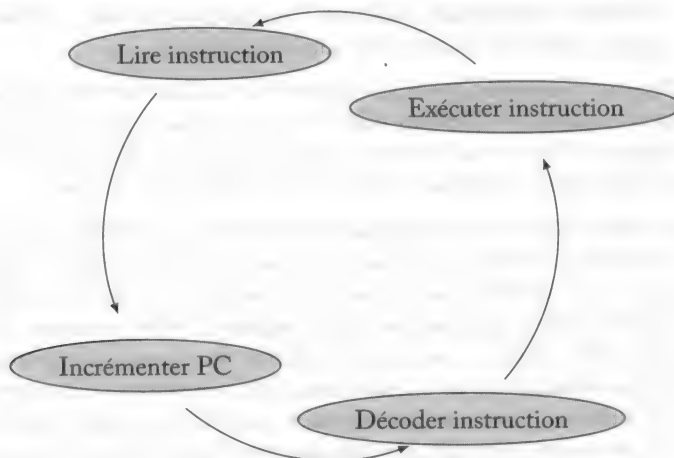 Lire instruction
Exécuter instruction
Incrémenter PC
Décoder instruction